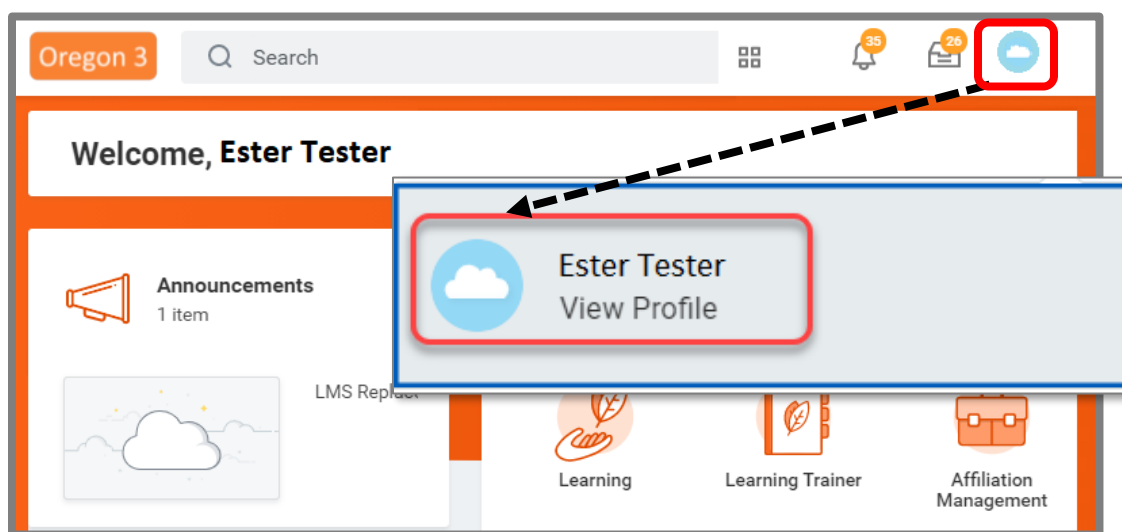 Oregon 3
Search
35
26
Welcome, Ester Tester
Ester Tester
View Profile
Announcements
1 item
LMS
Learning
Learning Trainer
Affiliation
Management